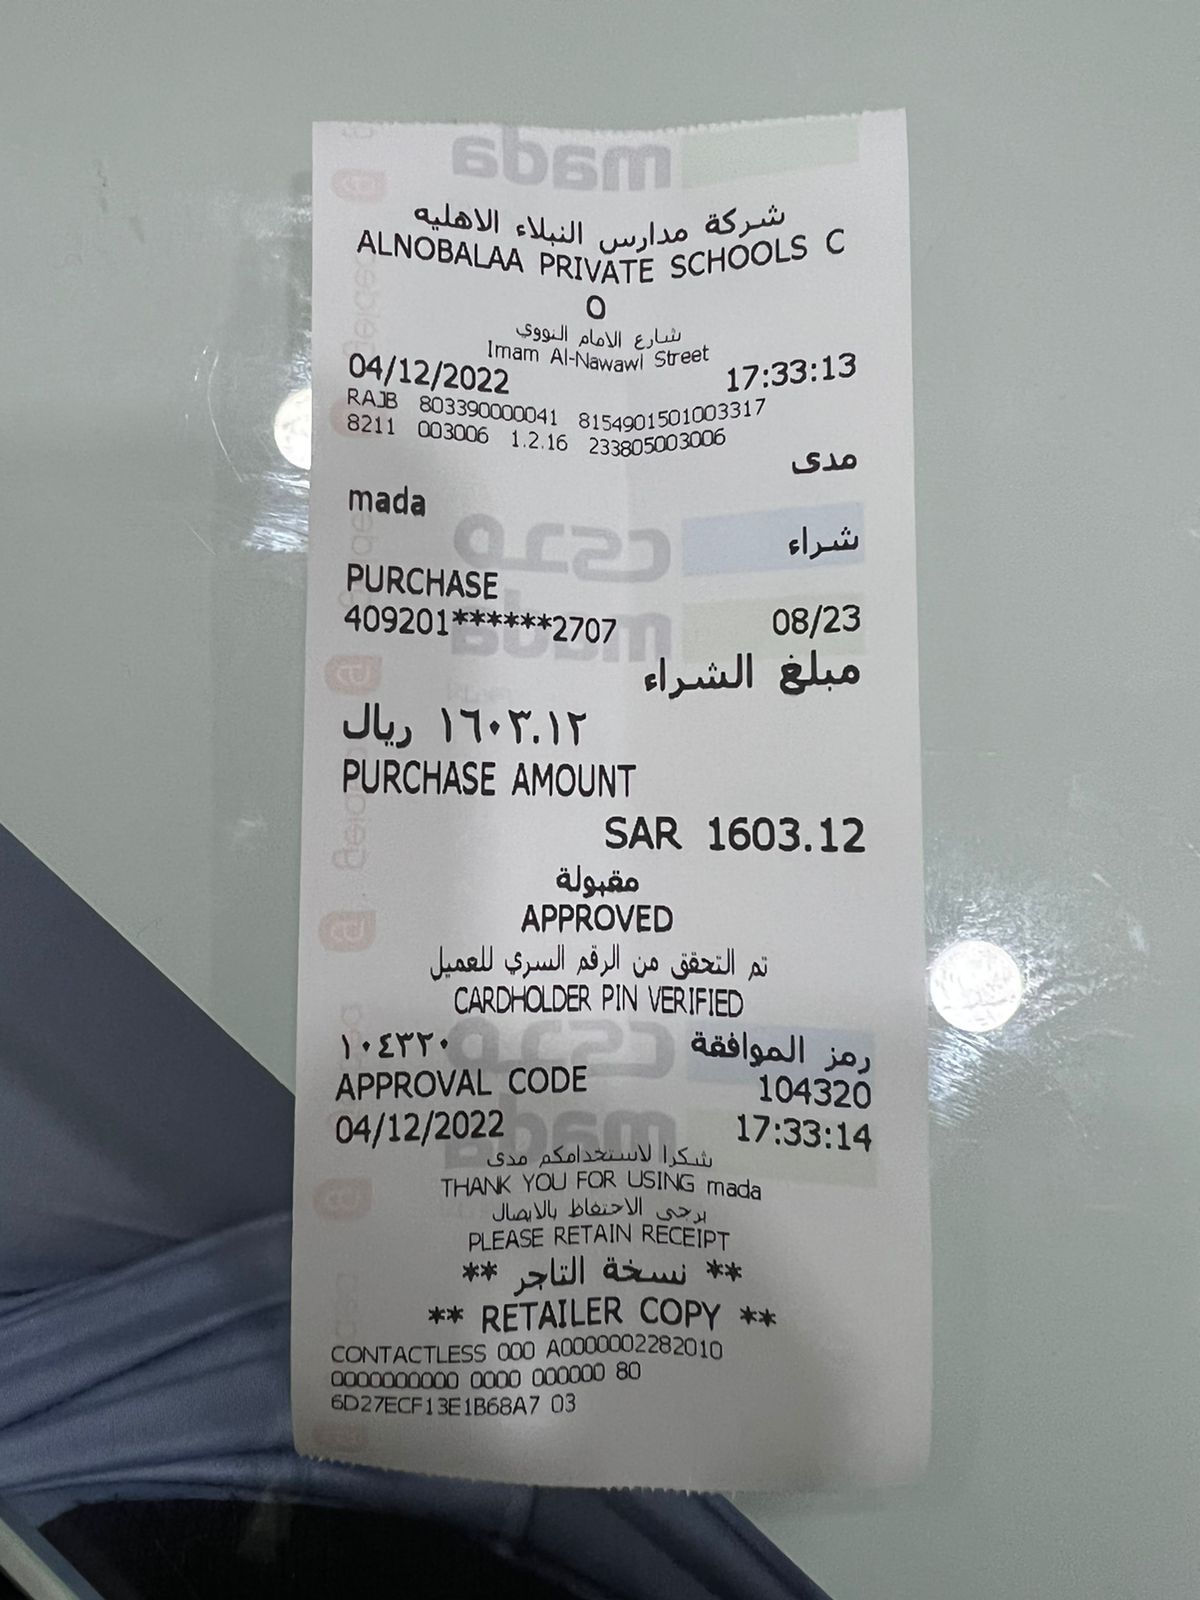 شركة مدارس النبلاء الاهليه
ALNOBALAA PRIVATE SCHOOLS C
O
شارع الامام النووي
Imam Al-Nawawi Street
04/12/2022 17:33:13
RAJB 803390000041 8154901501003317
8211 003006 1.2.16 233805003006
مدى
mada
شراء
PURCHASE
409201******2707 08/23
مبلغ الشراء
١٦٠٣.١٢ ريال
PURCHASE AMOUNT
SAR 1603.12
مقبولة
APPROVED
تم التحقق من الرقم السري للعميل
CARDHOLDER PIN VERIFIED
رمز الموافقة ١٠٤٣٢٠
APPROVAL CODE 104320
04/12/2022 17:33:14
شكرا لاستخدامكم مدى
THANK YOU FOR USING mada
يرجى الاحتفاظ بالايصال
PLEASE RETAIN RECEIPT
** نسخة التاجر **
** RETAILER COPY **
CONTACTLESS 000 A0000002282010
0000000000 0000 000000 80
6D27ECF13E1B68A7 03